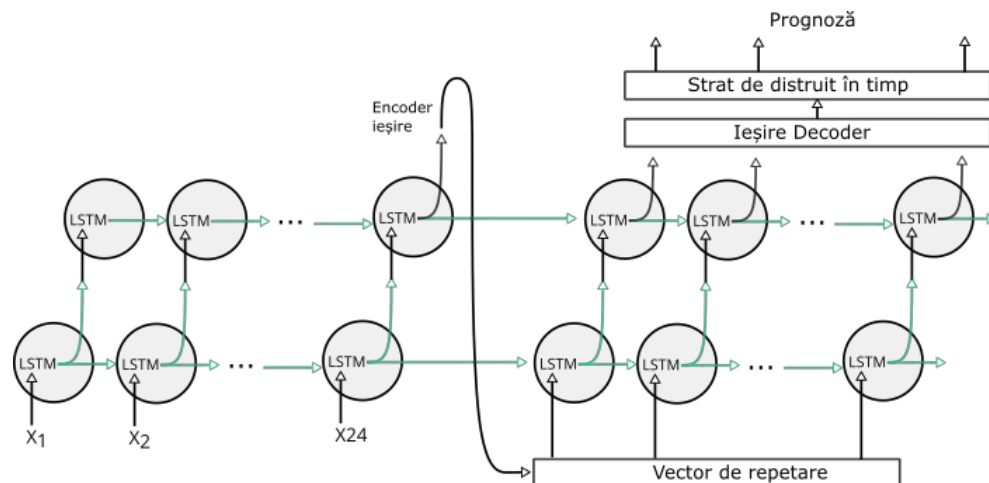 Prognoză
Strat de distruit în timp
Encoder
ieșire
Ieșire Decoder
LSTM
LSTM
...
LSTM
LSTM
LSTM
...
LSTM
LSTM
LSTM
...
LSTM
LSTM
LSTM
...
LSTM
X1
X2
X24
Vector de repetare